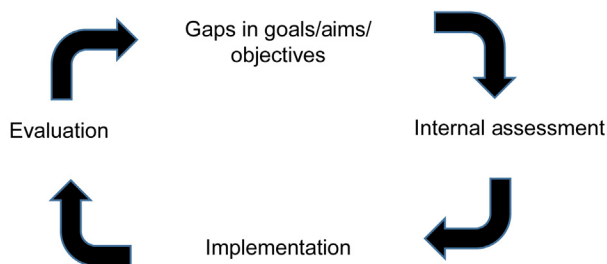 Gaps in goals/aims/
objectives
Evaluation
Internal assessment
Implementation